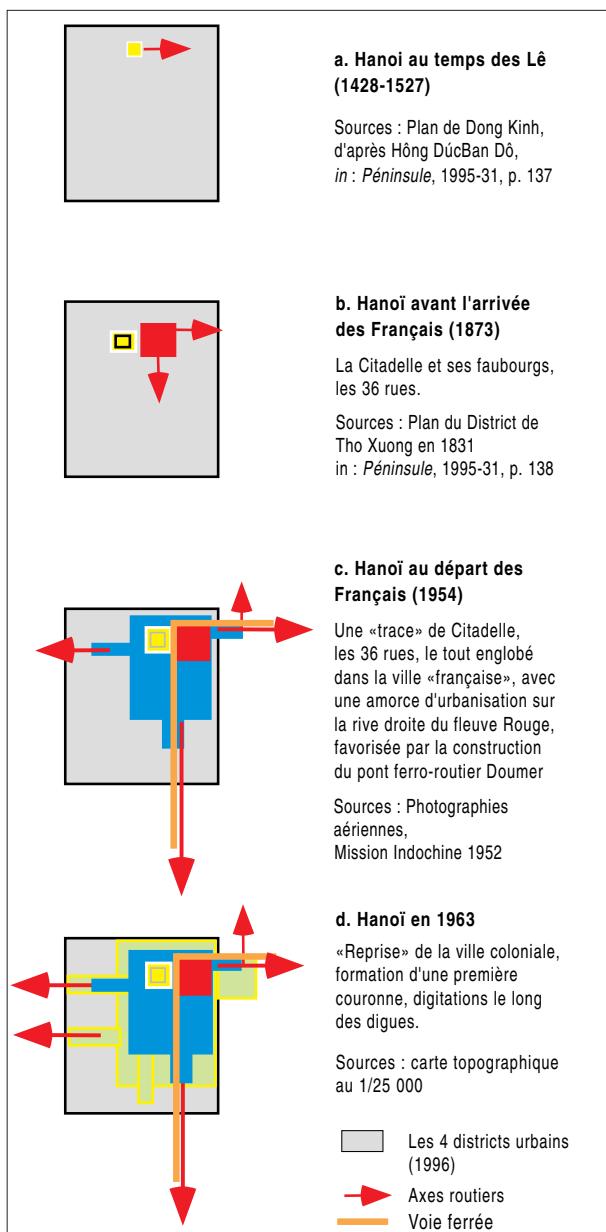 a. Hanoi au temps des Lê
(1428-1527)
Sources : Plan de Dong Kinh,
d'après Hông DúcBan Dô,
in : Péninsule, 1995-31, p. 137
b. Hanoï avant l'arrivée
des Français (1873)
La Citadelle et ses faubourgs,
les 36 rues.
Sources : Plan du District de
Tho Xuong en 1831
in : Péninsule, 1995-31, p. 138
c. Hanoï au départ des
Français (1954)
Une «trace» de Citadelle,
les 36 rues, le tout englobé
dans la ville «française», avec
une amorce d'urbanisation sur
la rive droite du fleuve Rouge,
favorisée par la construction
du pont ferro-routier Doumer
Sources : Photographies
aériennes,
Mission Indochine 1952
d. Hanoï en 1963
«Reprise» de la ville coloniale,
formation d'une première
couronne, digitations le long
des digues.
Sources : carte topographique
au 1/25 000
Les 4 districts urbains
(1996)
Axes routiers
Voie ferrée